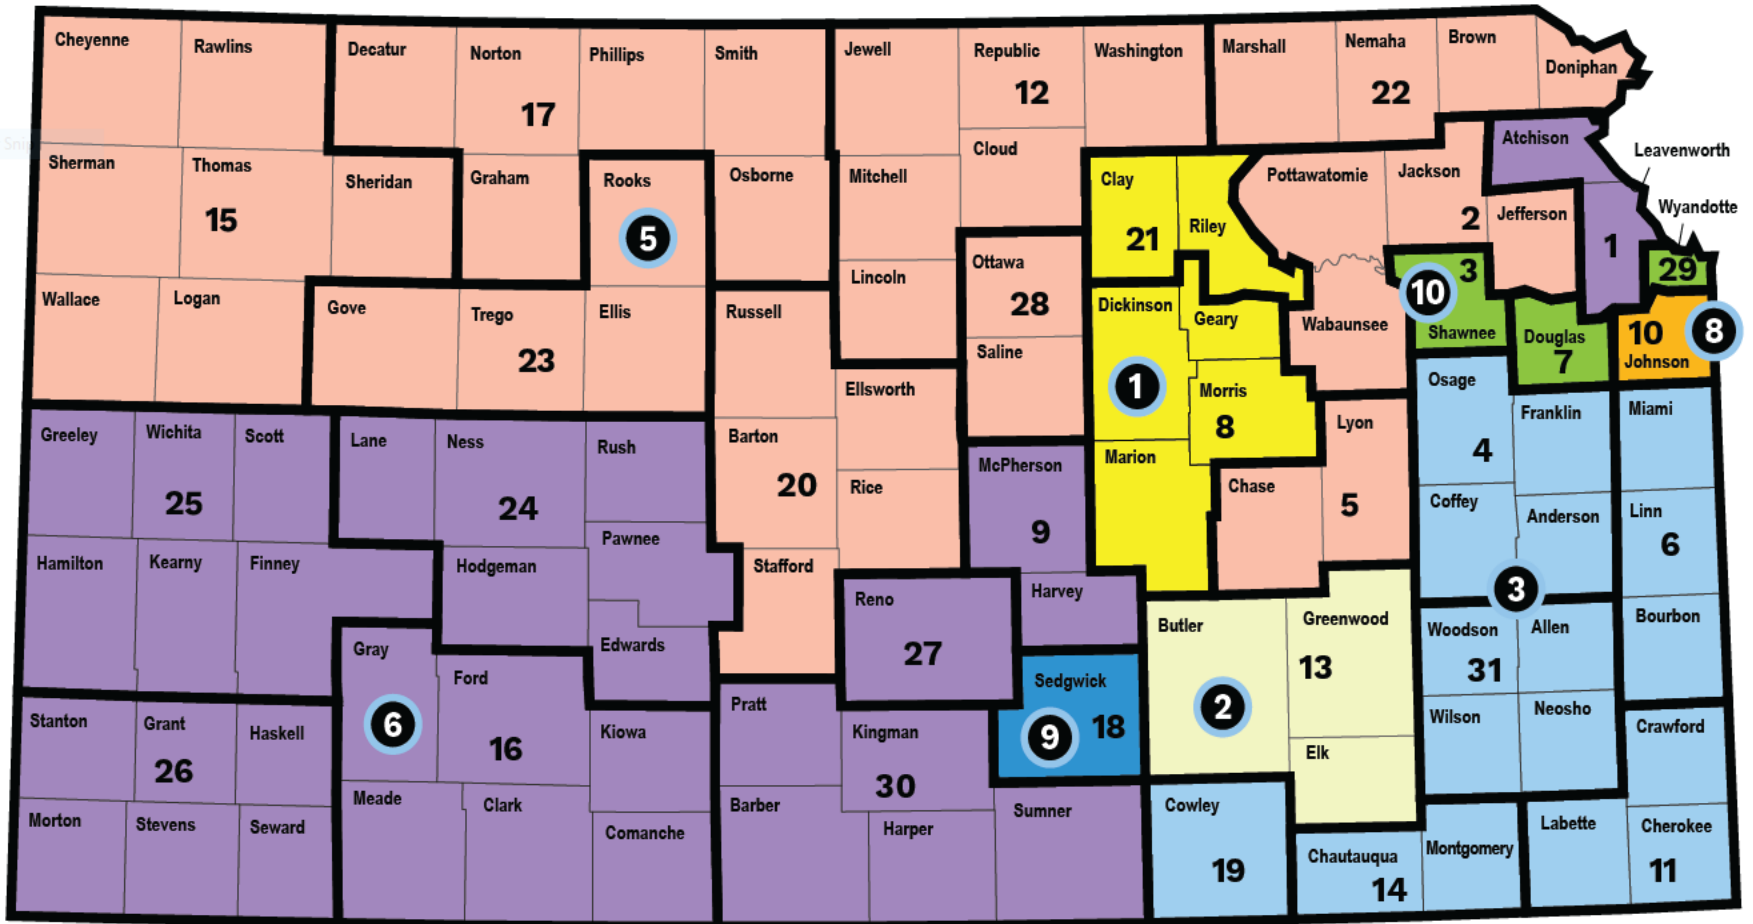 Cheyenne
Rawlins
Decatur
Norton
Phillips
Smith
Jewell
Republic
Washington
Marshall
Nemaha
Brown
Doniphan
17
12
22
Sni
Sherman
Thomas
Sheridan
Graham
Rooks
Osborne
Mitchell
Cloud
Clay
Riley
Pottawatomie
Jackson
Atchison
Leavenworth
Wyandotte
Jefferson
15
5
21
2
1
Wallace
Logan
Gove
Trego
Ellis
Russell
Lincoln
Ottawa
Dickinson
Geary
Wabaunsee
3
10
Shawnee
29
23
28
Saline
Douglas
7
10
Johnson
8
Ellsworth
1
Morris
8
Osage
Franklin
Miami
Greeley
Wichita
Scott
Lane
Ness
Rush
Barton
McPherson
Marion
Lyon
Chase
4
25
24
20
Rice
9
5
Coffey
Anderson
Linn
6
Hamilton
Kearny
Finney
Hodgeman
Pawnee
Stafford
Reno
Harvey
3
27
Butler
Greenwood
Woodson
Allen
Bourbon
Gray
Ford
Edwards
Sedgwick
13
31
Stanton
Grant
Haskell
6
16
Kiowa
Pratt
Kingman
9
18
2
Wilson
Neosho
Crawford
26
30
Elk
Morton
Stevens
Seward
Meade
Clark
Comanche
Barber
Harper
Sumner
Cowley
19
Chautauqua
14
Montgomery
Labette
Cherokee
11